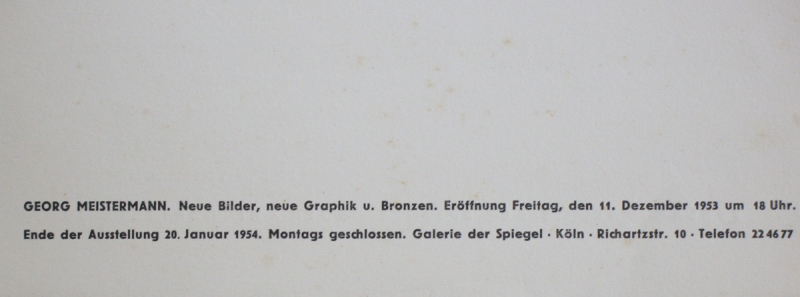 GEORG MEISTERMANN. Neue Bilder, neue Graphik u. Bronzen. Eröffnung Freitag, den 11. Dezember 1953 um 18 Uhr.
Ende der Ausstellung 20. Januar 1954. Montags geschlossen. Galerie der Spiegel · Köln · Richartzstr. 10 · Telefon 224677